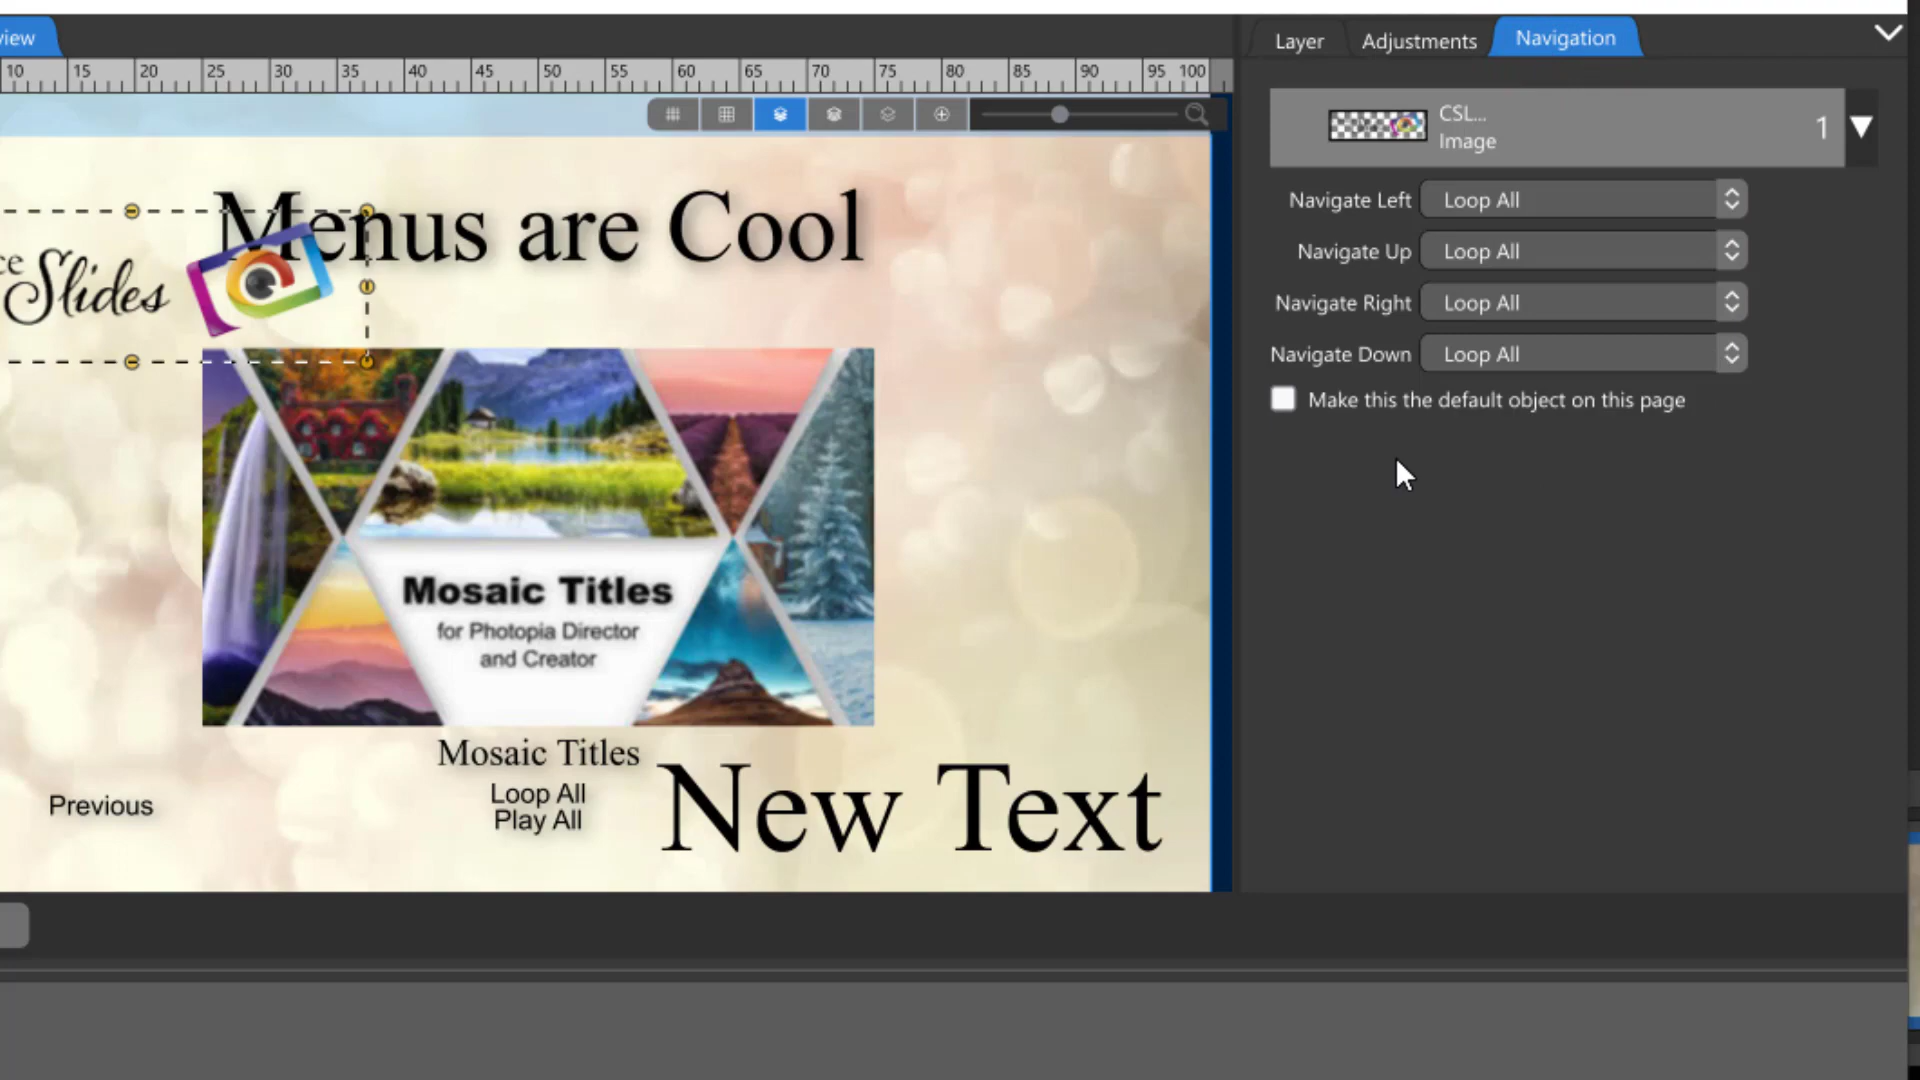 view
Layer Adjustments Navigation
10 15 20 25 30 35 40 45 50 55 60 65 70 75 80 85 90 95 100
CSL...
Image
1
Navigate Left Loop All
Navigate Up Loop All
Navigate Right Loop All
Navigate Down Loop All
Make this the default object on this page
Menus are Cool
ce Slides
Mosaic Titles
for Photopia Director
and Creator
Mosaic Titles
Loop All
Play All
Previous
New Text